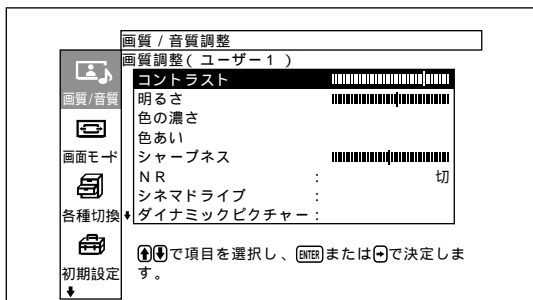 画質 / 音質調整
画質調整( ユーザー1 )
画質/音質
画面モード
各種切換
初期設定
コントラスト
明るさ
色の濃さ
色あい
シャープネス
NR : 切
シネマドライブ :
ダイナミックピクチャー :
で項目を選択し、ENTERまたはで決定しま
す。